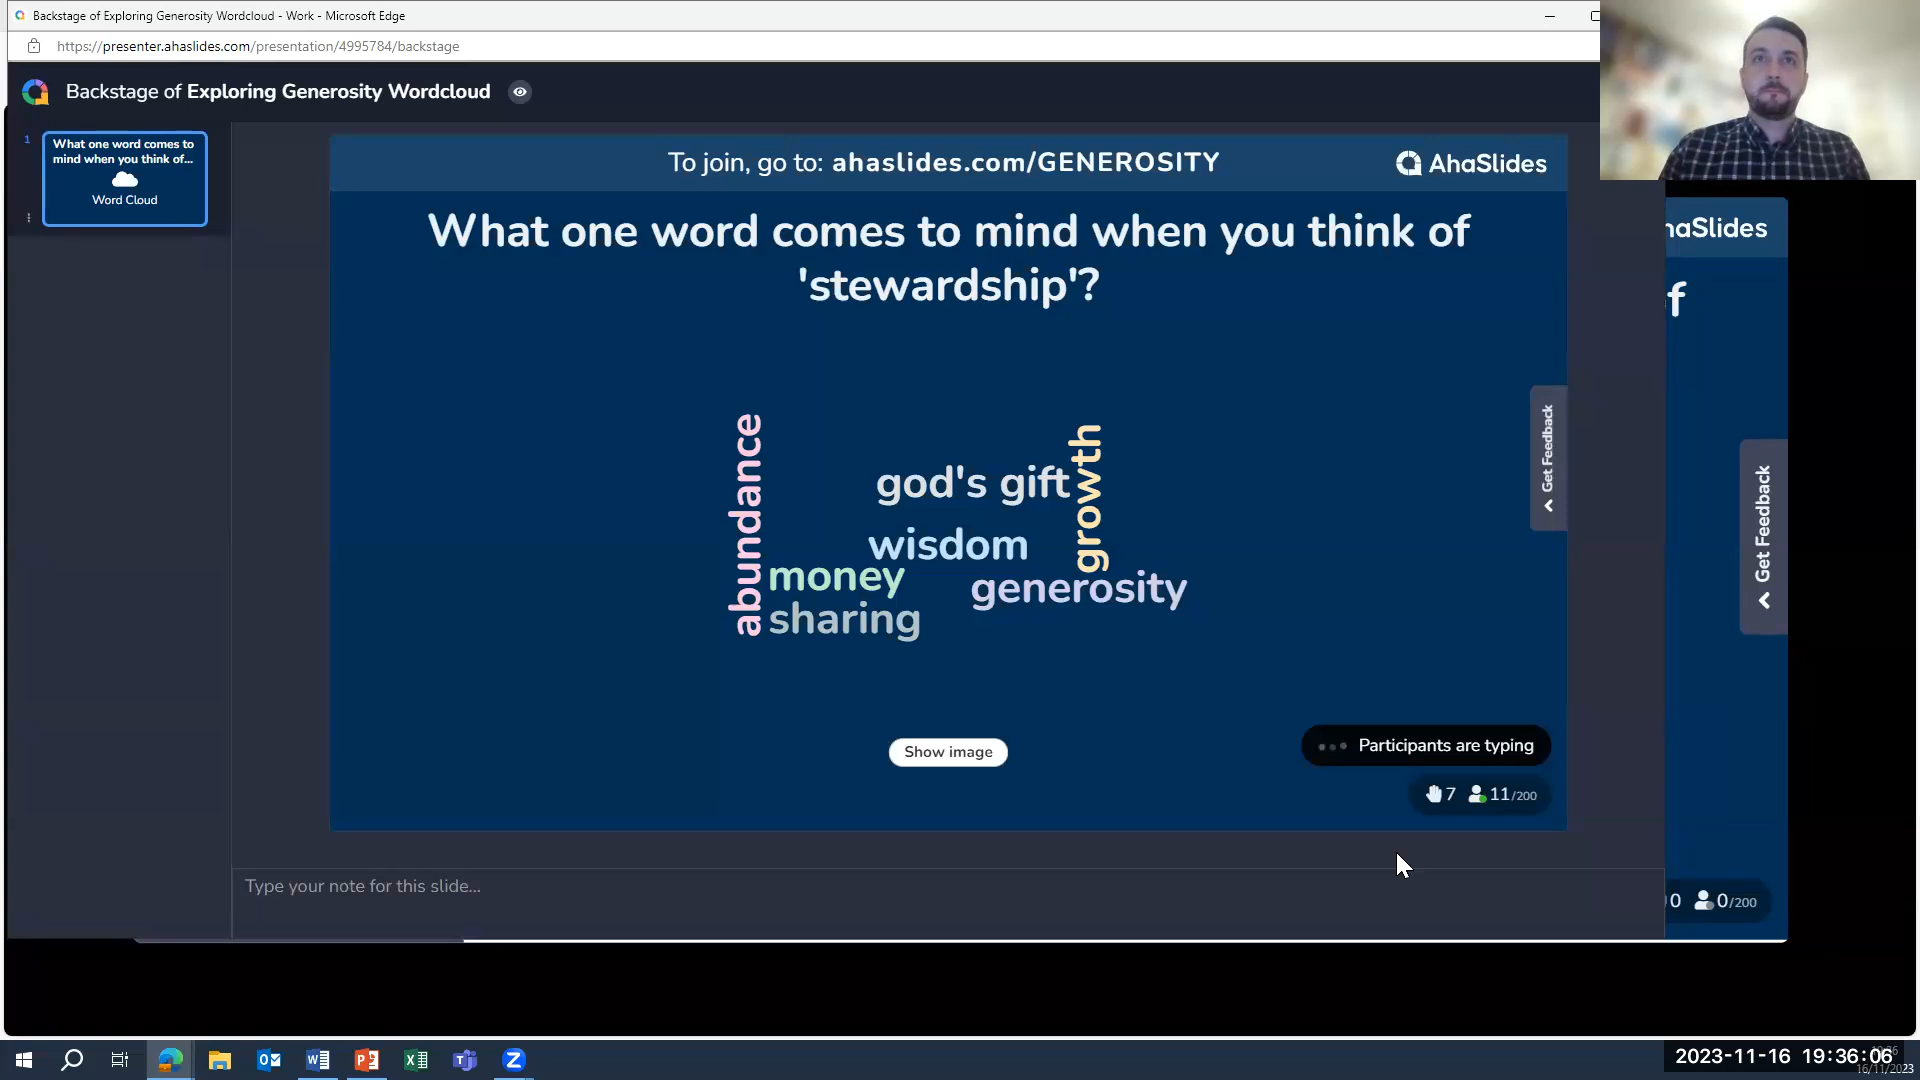 Backstage of Exploring Generosity Wordcloud - Work - Microsoft Edge
https://presenter.ahaslides.com/presentation/4995784/backstage
Backstage of Exploring Generosity Wordcloud
1
What one word comes to
mind when you think of...
Word Cloud
To join, go to: ahaslides.com/GENEROSITY
AhaSlides
What one word comes to mind when you think of
'stewardship'?
abundance
god's gift
growth
wisdom
money
generosity
sharing
Get Feedback
Show image
Participants are typing
7 11/200
Type your note for this slide...
haSlides
of
Get Feedback
0 0/200
2023-11-16 19:36:06
16/11/2023